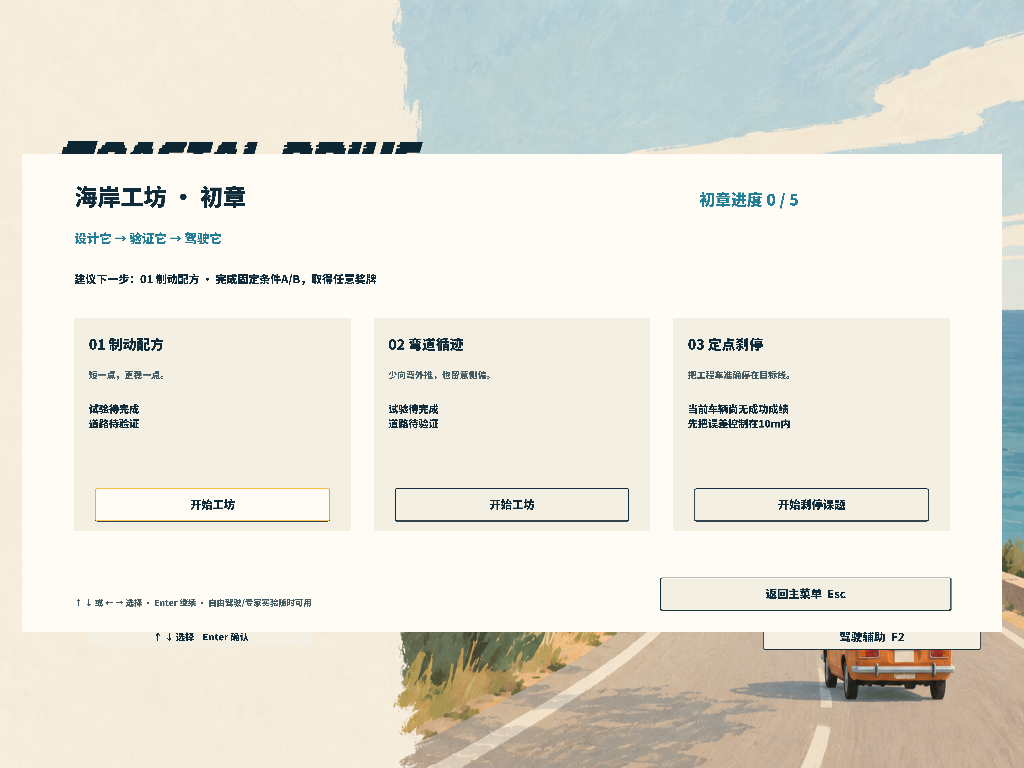 海岸工坊 · 初章
初章进度 0 / 5
设计它 → 验证它 → 驾驶它
建议下一步：01 制动配方 · 完成固定条件A/B，取得任意奖牌
01 制动配方
短一点，更稳一点。
试验待完成
道路待验证
开始工坊
02 弯道循迹
少向弯外推，也留意侧偏。
试验待完成
道路待验证
开始工坊
03 定点刹停
把工程车准确停在目标线。
当前车辆尚无成功成绩
先把误差控制在10m内
开始刹停课题
↑ ↓ 或 ← → 选择 · Enter 继续 · 自由驾驶/专家实验随时可用
返回主菜单 Esc
↑ ↓ 选择 Enter 确认
驾驶辅助 F2